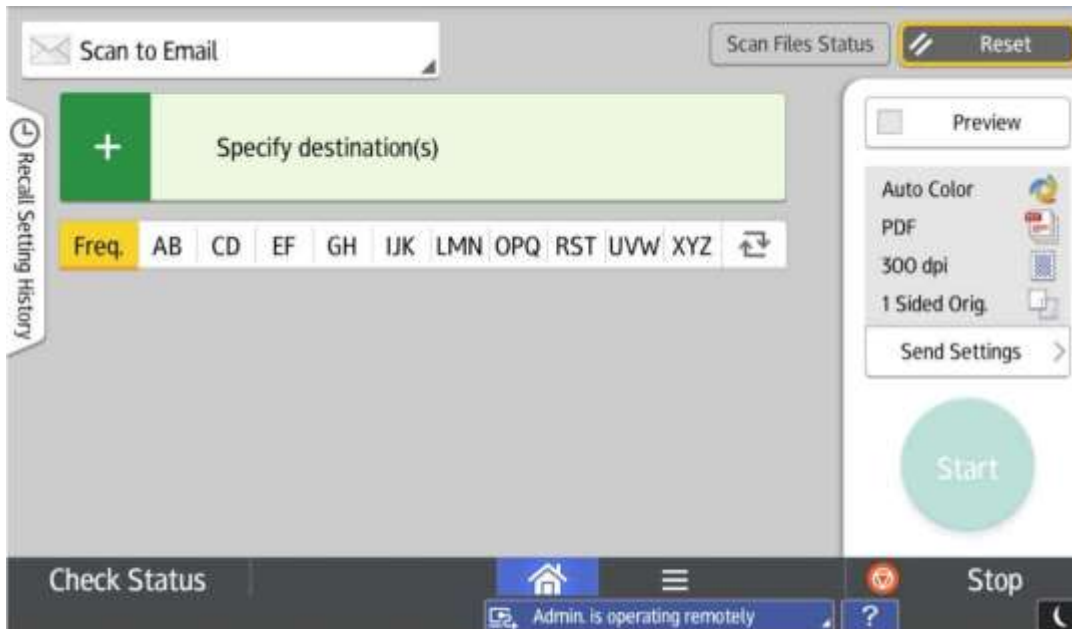 Scan to Email
Scan Files Status
Reset
Recall Setting History
+
Specify destination(s)
Preview
Freq. AB CD EF GH IJK LMN OPQ RST UVW XYZ
Auto Color
PDF
300 dpi
1 Sided Orig.
Send Settings
Start
Check Status
Stop
Admin. is operating remotely
?